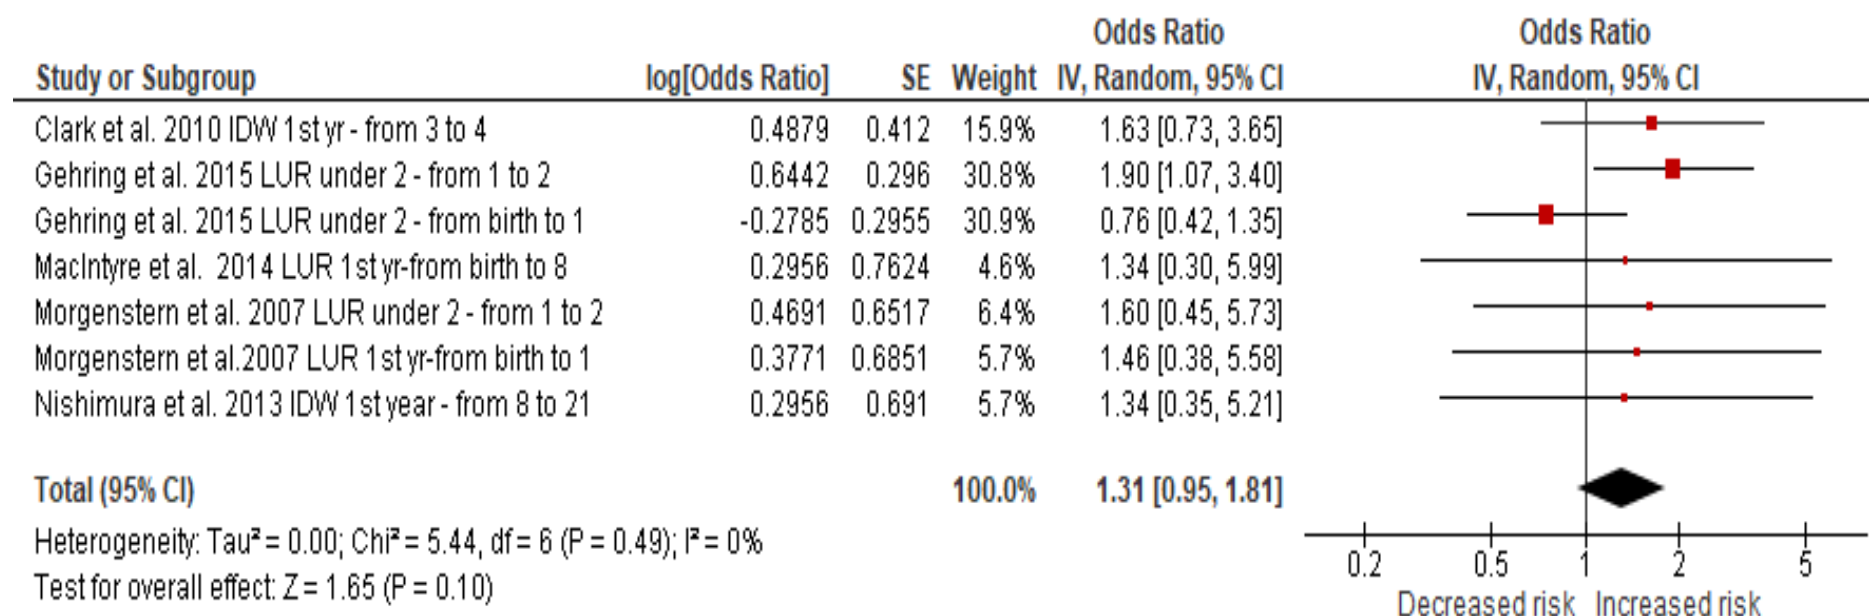 Odds Ratio Odds Ratio
Study or Subgroup log[Odds Ratio] SE Weight IV, Random, 95% CI IV, Random, 95% CI
Clark et al. 2010 IDW 1st yr - from 3 to 4 0.4879 0.412 15.9% 1.63 [0.73, 3.65]
Gehring et al. 2015 LUR under 2 - from 1 to 2 0.6442 0.296 30.8% 1.90 [1.07, 3.40]
Gehring et al. 2015 LUR under 2 - from birth to 1 -0.2785 0.2955 30.9% 0.76 [0.42, 1.35]
MacIntyre et al. 2014 LUR 1st yr-from birth to 8 0.2956 0.7624 4.6% 1.34 [0.30, 5.99]
Morgenstern et al. 2007 LUR under 2 - from 1 to 2 0.4691 0.6517 6.4% 1.60 [0.45, 5.73]
Morgenstern et al.2007 LUR 1st yr-from birth to 1 0.3771 0.6851 5.7% 1.46 [0.38, 5.58]
Nishimura et al. 2013 IDW 1st year - from 8 to 21 0.2956 0.691 5.7% 1.34 [0.35, 5.21]
Total (95% CI) 100.0% 1.31 [0.95, 1.81]
Heterogeneity: Tau² = 0.00; Chi² = 5.44, df = 6 (P = 0.49); I² = 0%
Test for overall effect: Z = 1.65 (P = 0.10)
0.2 0.5 1 2 5
Decreased risk Increased risk